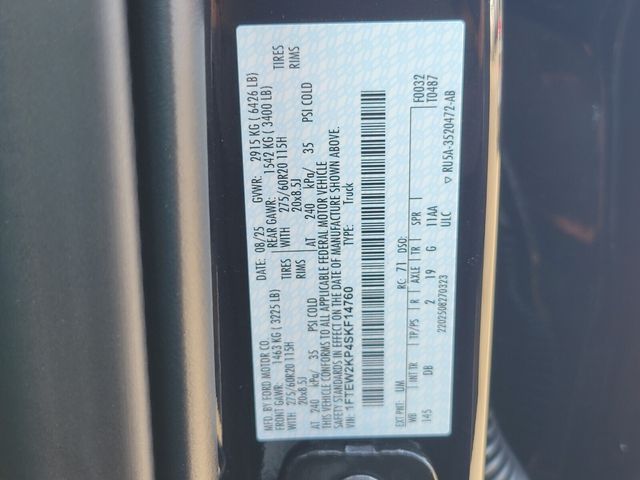 MFD. BY FORD MOTOR CO. DATE: 08/25 GVWR: 2915 KG (6426 LB)
FRONT GAWR: 1463 KG (3225 LB) REAR GAWR: 1542 KG (3400 LB)
275/60R20 115H TIRES WITH 275/60R20 115H TIRES
20x8.5J RIMS 20x8.5J RIMS
AT 240 kPa/ 35 PSI COLD AT 240 kPa/ 35 PSI COLD
THIS VEHICLE CONFORMS TO ALL APPLICABLE FEDERAL MOTOR VEHICLE
SAFETY STANDARDS IN EFFECT ON THE DATE OF MANUFACTURE SHOWN ABOVE.
VIN: 1FTEW2KP4SKF14760 TYPE: Truck
F0032
T0487
EXT PNT: UM RC: 71 DSO:
WB INT TR TP/PS R AXLE TR SPR
145 DB 2 19 G 11AA
ULC
2202508270323 ▽ RU5A-3520472-AB